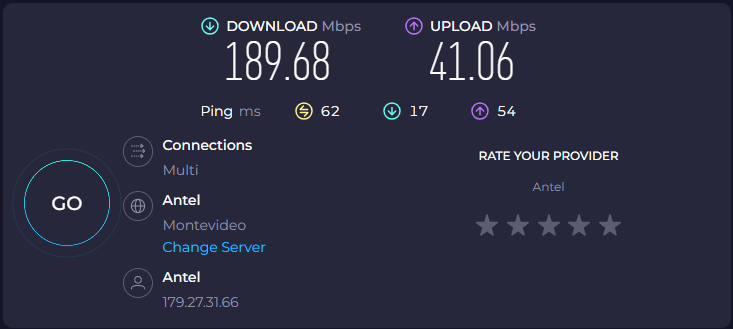 DOWNLOAD Mbps
UPLOAD Mbps
189.68
41.06
Ping ms 62 17 54
Connections
Multi
RATE YOUR PROVIDER
Antel
GO
Antel
Montevideo
Change Server
Antel
179.27.31.66